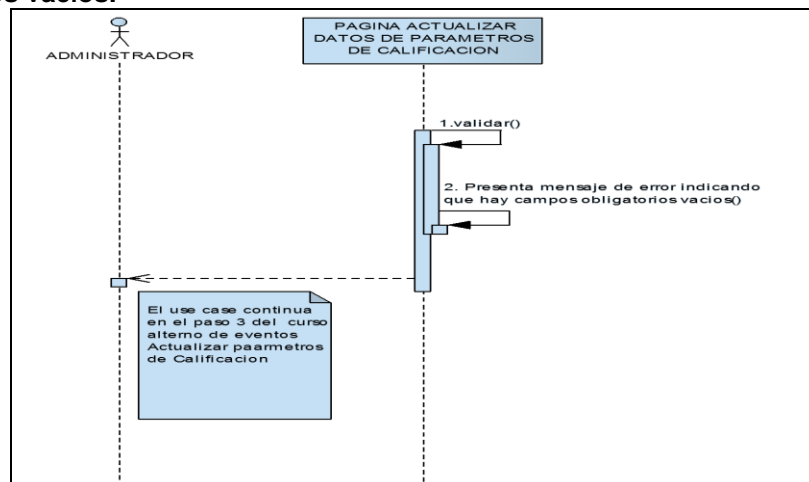 PAGINA ACTUALIZAR
DATOS DE PARAMETROS
DE CALIFICACION
ADMINISTRADOR
1.validar()
2. Presenta mensaje de error indicando
que hay campos obligatorios vacios()
El use case continua
en el paso 3 del curso
alterno de eventos
Actualizar paarmetros
de Calificacion